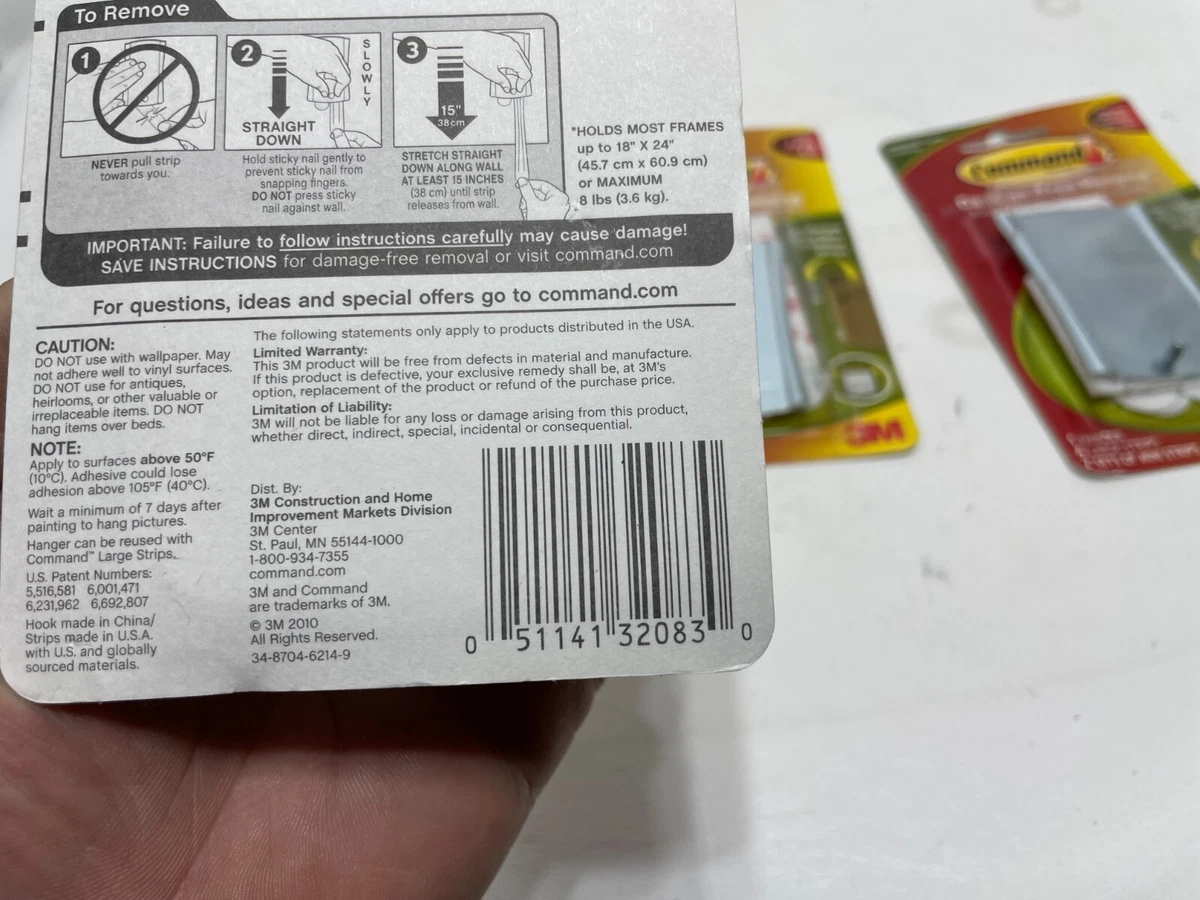 To Remove
1
NEVER pull strip
towards you.
2
SLOWLY
STRAIGHT
DOWN
Hold sticky nail gently to
prevent sticky nail from
snapping fingers.
DO NOT press sticky
nail against wall.
3
15"
38cm
STRETCH STRAIGHT
DOWN ALONG WALL
AT LEAST 15 INCHES
(38 cm) until strip
releases from wall.
*HOLDS MOST FRAMES
up to 18" X 24"
(45.7 cm x 60.9 cm)
or MAXIMUM
8 lbs (3.6 kg).
IMPORTANT: Failure to follow instructions carefully may cause damage!
SAVE INSTRUCTIONS for damage-free removal or visit command.com
For questions, ideas and special offers go to command.com
CAUTION:
DO NOT use with wallpaper. May
not adhere well to vinyl surfaces.
DO NOT use for antiques,
heirlooms, or other valuable or
irreplaceable items. DO NOT
hang items over beds.
NOTE:
Apply to surfaces above 50°F
(10°C). Adhesive could lose
adhesion above 105°F (40°C).
Wait a minimum of 7 days after
painting to hang pictures.
Hanger can be reused with
Command™ Large Strips.
U.S. Patent Numbers:
5,516,581 6,001,471
6,231,962 6,692,807
Hook made in China/
Strips made in U.S.A.
with U.S. and globally
sourced materials.
The following statements only apply to products distributed in the USA.
Limited Warranty:
This 3M product will be free from defects in material and manufacture.
If this product is defective, your exclusive remedy shall be, at 3M's
option, replacement of the product or refund of the purchase price.
Limitation of Liability:
3M will not be liable for any loss or damage arising from this product,
whether direct, indirect, special, incidental or consequential.
Dist. By:
3M Construction and Home
Improvement Markets Division
3M Center
St. Paul, MN 55144-1000
1-800-934-7355
command.com
3M and Command
are trademarks of 3M.
© 3M 2010
All Rights Reserved.
34-8704-6214-9
0 51141 32083 0
3M
Command